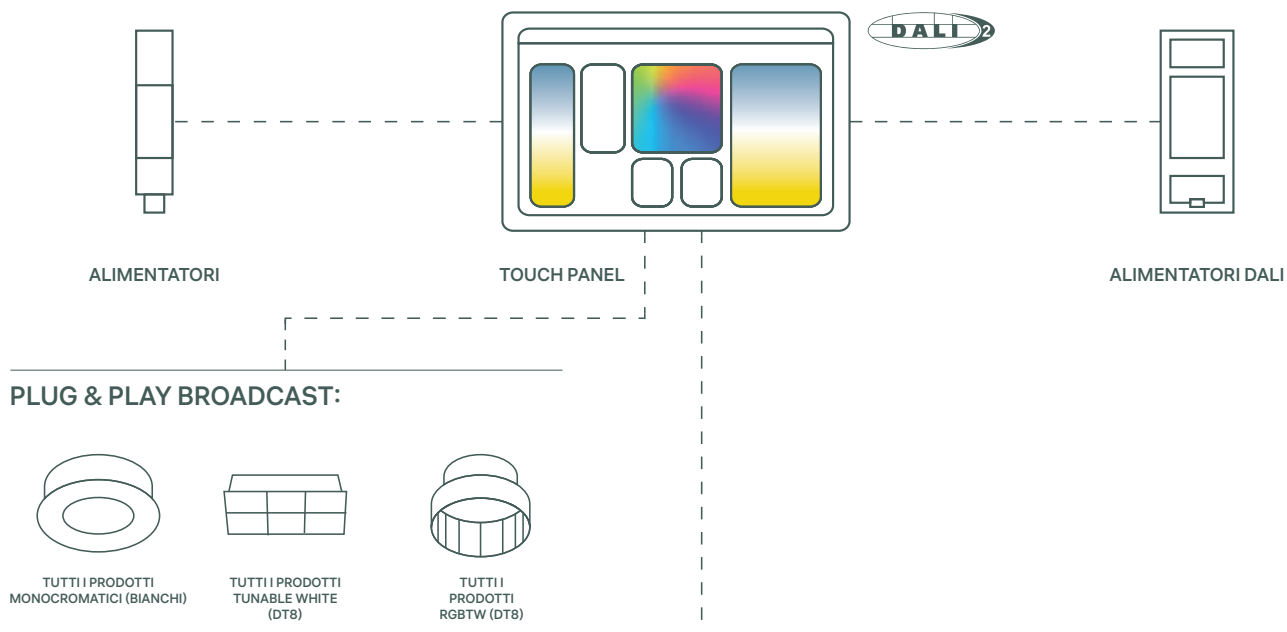 DALI 2
ALIMENTATORI
TOUCH PANEL
ALIMENTATORI DALI
PLUG & PLAY BROADCAST:
TUTTI I PRODOTTI
MONOCROMATICI (BIANCHI)
TUTTI I PRODOTTI
TUNABLE WHITE
(DT8)
TUTTI I
PRODOTTI
RGBTW (DT8)